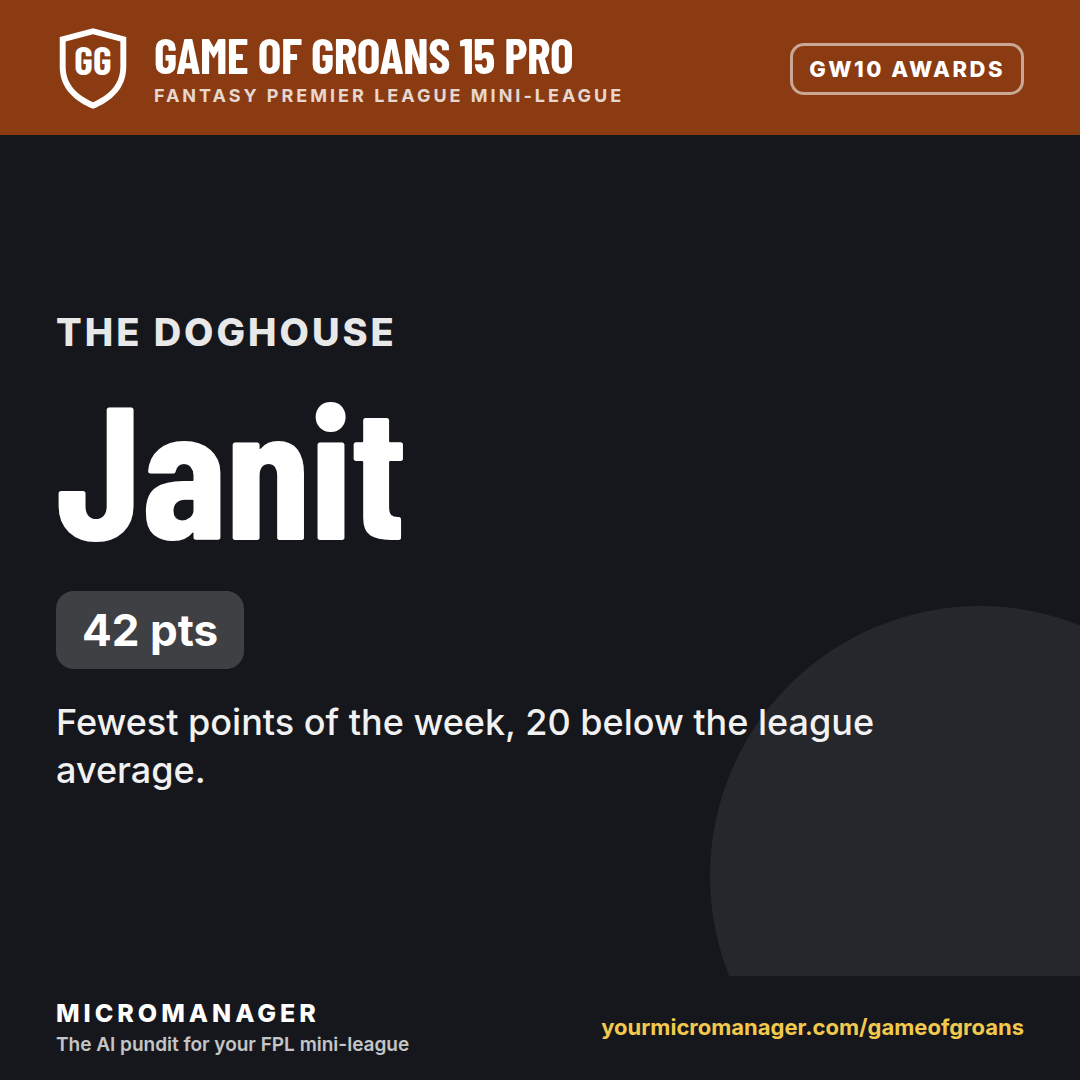 GG
GAME OF GROANS 15 PRO
FANTASY PREMIER LEAGUE MINI-LEAGUE
GW10 AWARDS
THE DOGHOUSE
Janit
42 pts
Fewest points of the week, 20 below the league
average.
MICROMANAGER
The AI pundit for your FPL mini-league
yourmicromanager.com/gameofgroans